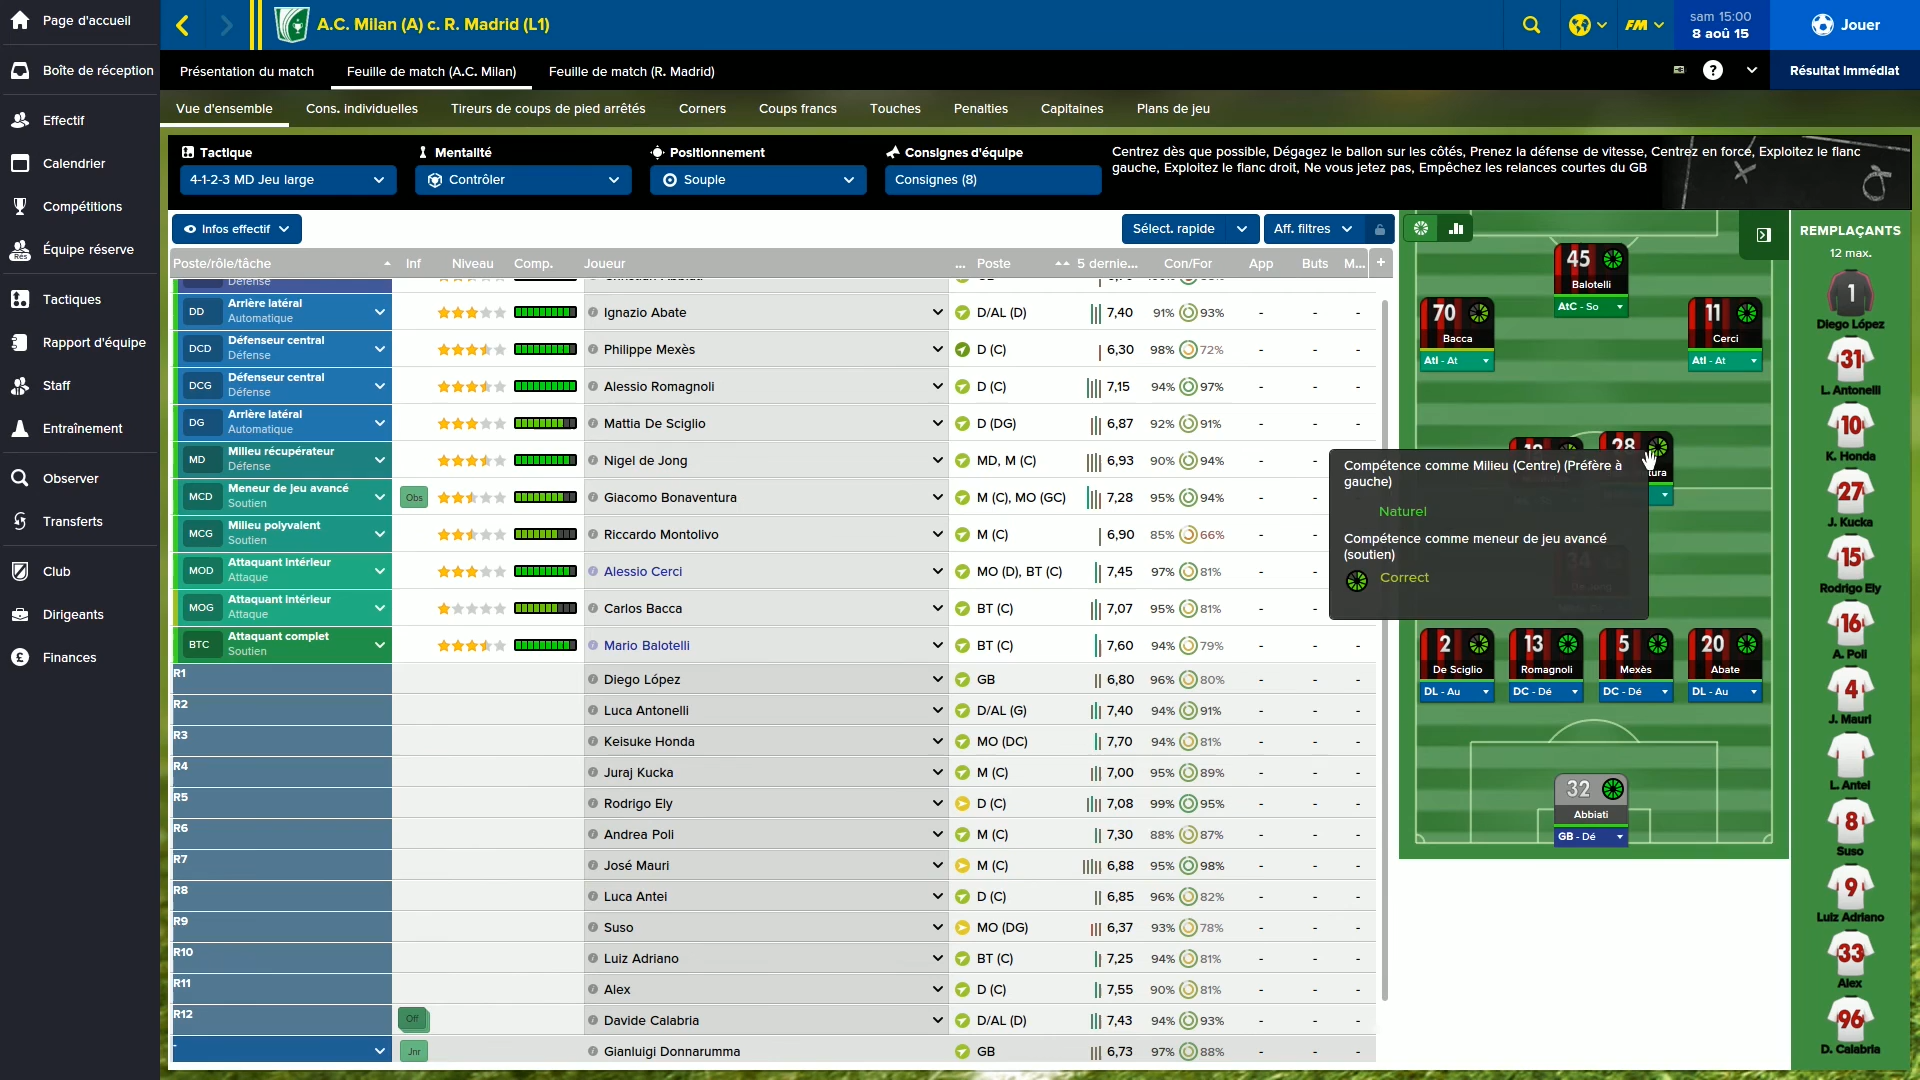 Page d'accueil
Boîte de réception
Effectif
Calendrier
Compétitions
Équipe réserve
Tactiques
Rapport d'équipe
Staff
Entraînement
Observer
Transferts
Club
Dirigeants
Finances
A.C. Milan (A) c. R. Madrid (L1)
FM
sam 15:00
8 aoû 15
Jouer
Présentation du match
Feuille de match (A.C. Milan)
Feuille de match (R. Madrid)
?
Résultat immédiat
Vue d'ensemble
Cons. individuelles
Tireurs de coups de pied arrêtés
Corners
Coups francs
Touches
Penalties
Capitaines
Plans de jeu
Tactique
4-1-2-3 MD Jeu large
Mentalité
Contrôler
Positionnement
Souple
Consignes d'équipe
Consignes (8)
Centrez dès que possible, Dégagez le ballon sur les côtés, Prenez la défense de vitesse, Centrez en force, Exploitez le flanc
gauche, Exploitez le flanc droit, Ne vous jetez pas, Empêchez les relances courtes du GB
Infos effectif
Sélect. rapide
Aff. filtres
Poste/rôle/tâche Inf Niveau Comp. Joueur ... Poste 5 dernie... Con/For App Buts M... +
Défense
DD Arrière latéral Automatique Ignazio Abate D/AL (D) 7,40 91% 93% - - -
DCD Défenseur central Défense Philippe Mexès D (C) 6,30 98% 72% - - -
DCG Défenseur central Défense Alessio Romagnoli D (C) 7,15 94% 97% - - -
DG Arrière latéral Automatique Mattia De Sciglio D (DG) 6,87 92% 91% - - -
MD Milieu récupérateur Défense Nigel de Jong MD, M (C) 6,93 90% 94% - -
MCD Meneur de jeu avancé Soutien Obs Giacomo Bonaventura M (C), MO (GC) 7,28 95% 94% - -
MCG Milieu polyvalent Soutien Riccardo Montolivo M (C) 6,90 85% 66% - -
MOD Attaquant intérieur Attaque Alessio Cerci MO (D), BT (C) 7,45 97% 81% - -
MOG Attaquant intérieur Attaque Carlos Bacca BT (C) 7,07 95% 81% - -
BTC Attaquant complet Soutien Mario Balotelli BT (C) 7,60 94% 79% - - -
R1 Diego López GB 6,80 96% 80% - - -
R2 Luca Antonelli D/AL (G) 7,40 94% 91% - - -
R3 Keisuke Honda MO (DC) 7,70 94% 81% - - -
R4 Juraj Kucka M (C) 7,00 95% 89% - - -
R5 Rodrigo Ely D (C) 7,08 99% 95% - - -
R6 Andrea Poli M (C) 7,30 88% 87% - - -
R7 José Mauri M (C) 6,88 95% 98% - - -
R8 Luca Antei D (C) 6,85 96% 82% - - -
R9 Suso MO (DG) 6,37 93% 78% - - -
R10 Luiz Adriano BT (C) 7,25 94% 81% - - -
R11 Alex D (C) 7,55 90% 81% - - -
R12 Off Davide Calabria D/AL (D) 7,43 94% 93% - - -
- Jnr Gianluigi Donnarumma GB 6,73 97% 88% - - -
45
Balotelli
AtC - So
70
Bacca
AtI - At
11
Cerci
AtI - At
28
Compétence comme Milieu (Centre) (Préfère à
gauche)
Naturel
Compétence comme meneur de jeu avancé
(soutien)
Correct
2
De Sciglio
DL - Au
13
Romagnoli
DC - Dé
5
Mexès
DC - Dé
20
Abate
DL - Au
32
Abbiati
GB - Dé
REMPLAÇANTS
12 max.
1
Diego López
31
L. Antonelli
10
K. Honda
27
J. Kucka
15
Rodrigo Ely
16
A. Poli
4
J. Mauri
L. Antei
8
Suso
9
Luiz Adriano
33
Alex
96
D. Calabria